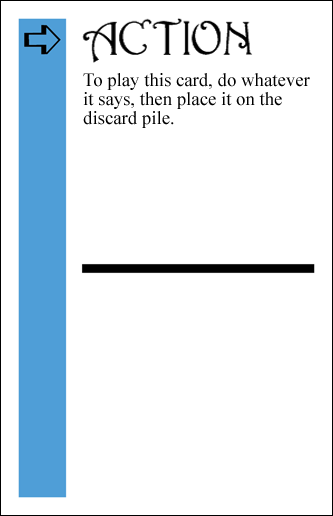 ACTION
To play this card, do whatever
it says, then place it on the
discard pile.